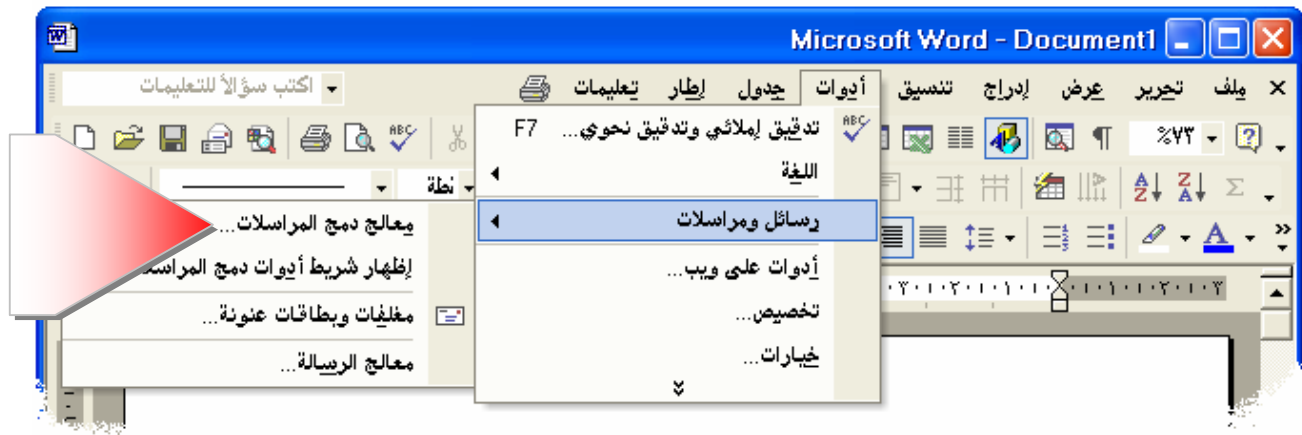 Microsoft Word - Document1
ملف تحرير عرض إدراج تنسيق أدوات جدول إطار تعليمات اكتب سؤالاً للتعليمات
%٧٣
تدقيق إملائي وتدقيق نحوي... F7
اللغة
نطة
رسائل ومراسلات
معالج دمج المراسلات...
أدوات على ويب...
إظهار شريط أدوات دمج
تخصيص...
مغلفات وبطاقات عنونة...
خيارات...
معالج الرسالة...